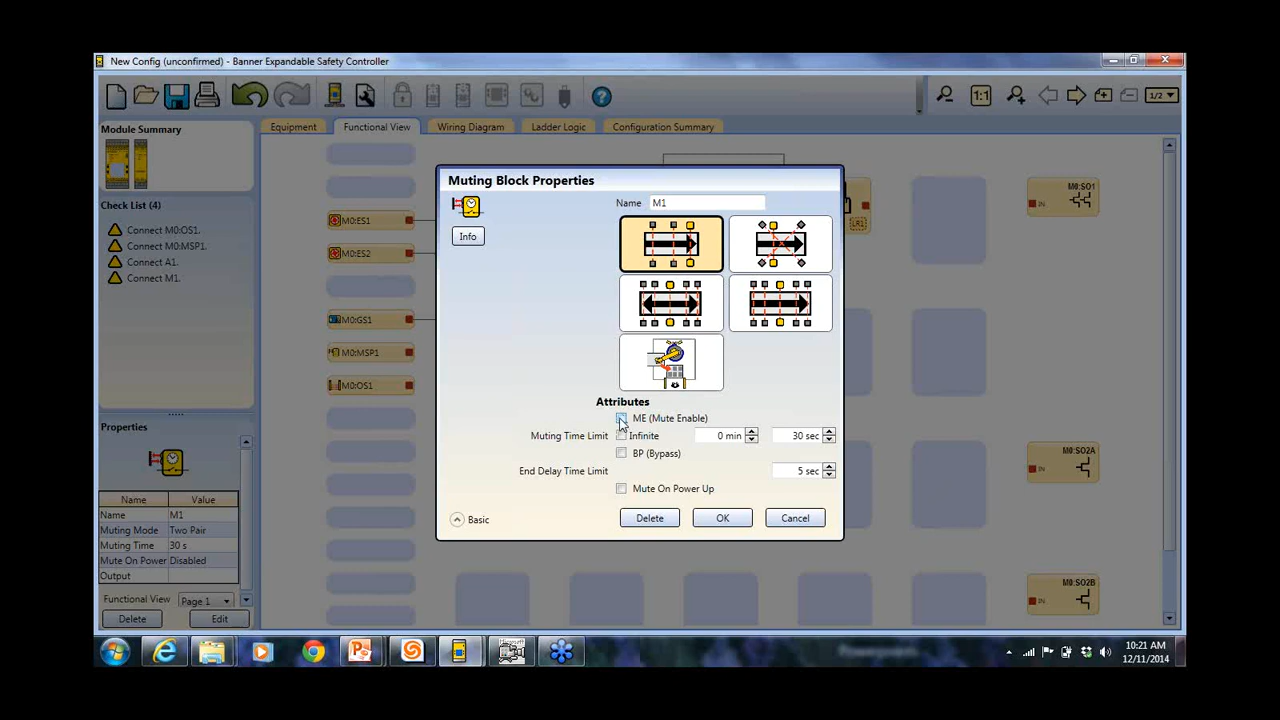 New Config (unconfirmed) - Banner Expandable Safety Controller
1:1
1/2
Module Summary
Equipment
Functional View
Wiring Diagram
Ladder Logic
Configuration Summary
Check List (4)
Connect M0:OS1.
Connect M0:MSP1.
Connect A1.
Connect M1.
M0:ES1
M0:ES2
M0:GS1
M0:MSP1
M0:OS1
LR1
M0:SO1
IN
M0:SO2A
IN
M0:SO2B
IN
Muting Block Properties
Name M1
Info
Attributes
ME (Mute Enable)
Muting Time Limit Infinite 0 min 30 sec
BP (Bypass)
End Delay Time Limit 5 sec
Mute On Power Up
Basic
Delete
OK
Cancel
Properties
Name Value
Name M1
Muting Mode Two Pair
Muting Time 30 s
Mute On Power Disabled
Output
Functional View Page 1
Delete
Edit
10:21 AM
12/11/2014